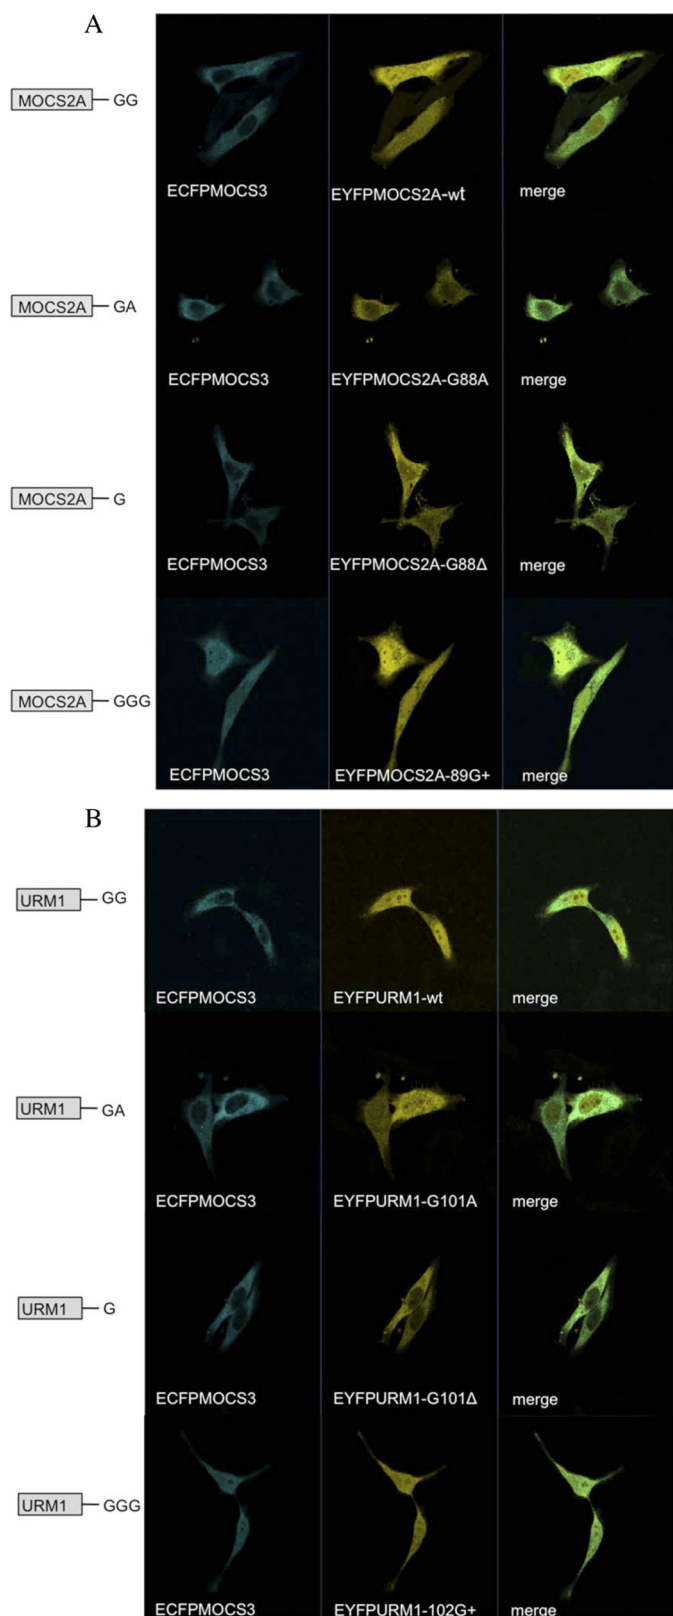 A
MOCS2A GG
ECFPMOCS3 EYFPMOCS2A-wt merge
MOCS2A GA
ECFPMOCS3 EYFPMOCS2A-G88A merge
MOCS2A G
ECFPMOCS3 EYFPMOCS2A-G88Δ merge
MOCS2A GGG
ECFPMOCS3 EYFPMOCS2A-89G+ merge
B
URM1 GG
ECFPMOCS3 EYFPURM1-wt merge
URM1 GA
ECFPMOCS3 EYFPURM1-G101A merge
URM1 G
ECFPMOCS3 EYFPURM1-G101Δ merge
URM1 GGG
ECFPMOCS3 EYFPURM1-102G+ merge